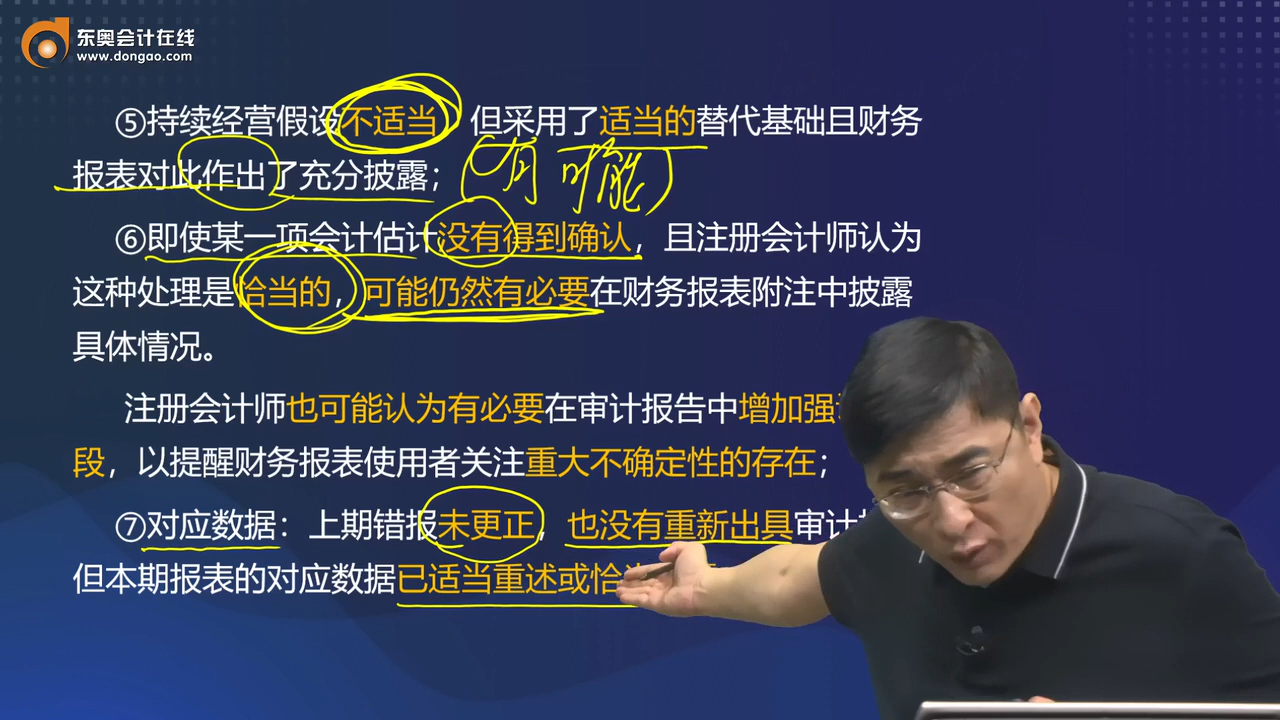 东奥会计在线
www.dongao.com
⑤持续经营假设不适当，但采用了适当的替代基础且财务
报表对此作出了充分披露；（有可能）
⑥即使某一项会计估计没有得到确认，且注册会计师认为
这种处理是恰当的，可能仍然有必要在财务报表附注中披露
具体情况。
注册会计师也可能认为有必要在审计报告中增加强
段，以提醒财务报表使用者关注重大不确定性的存在；
⑦对应数据：上期错报未更正，也没有重新出具审计
但本期报表的对应数据已适当重述或恰